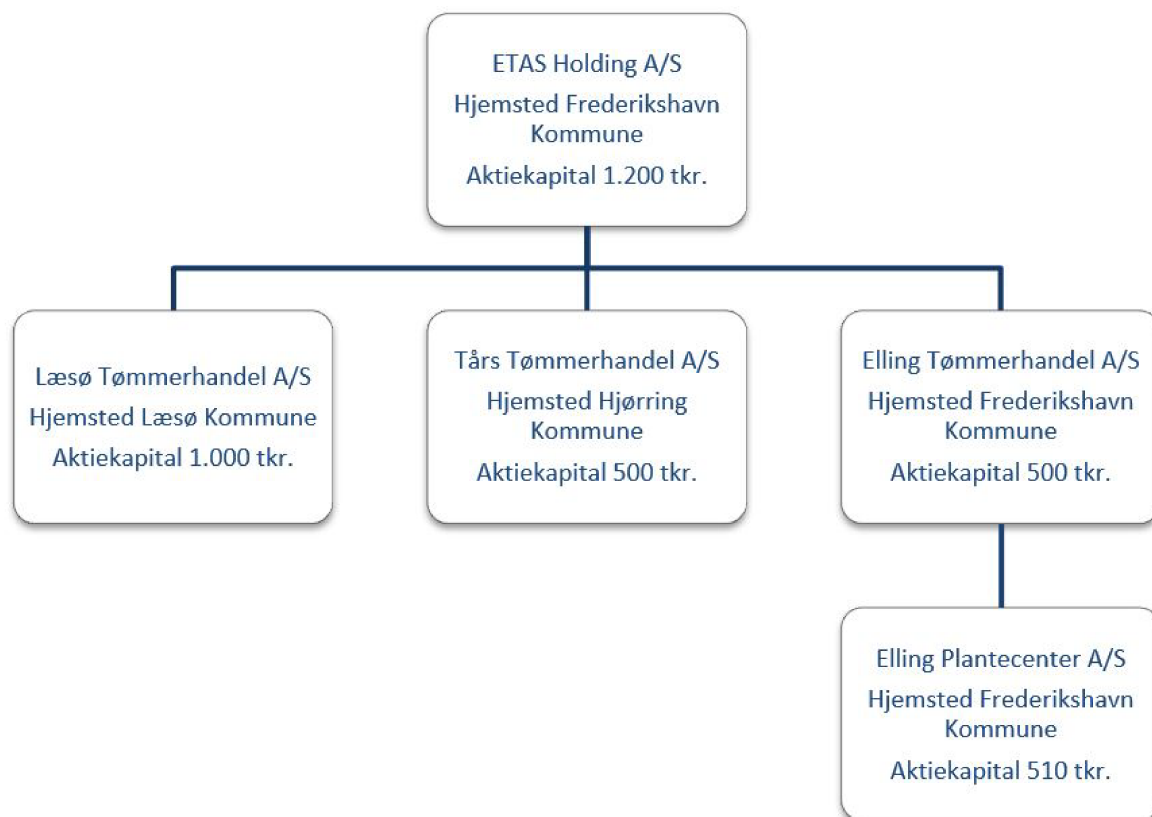 ETAS Holding A/S
Hjemsted Frederikshavn
Kommune
Aktiekapital 1.200 tkr.
Læsø Tømmerhandel A/S
Hjemsted Læsø Kommune
Aktiekapital 1.000 tkr.
Tårs Tømmerhandel A/S
Hjemsted Hjørring
Kommune
Aktiekapital 500 tkr.
Elling Tømmerhandel A/S
Hjemsted Frederikshavn
Kommune
Aktiekapital 500 tkr.
Elling Plantecenter A/S
Hjemsted Frederikshavn
Kommune
Aktiekapital 510 tkr.